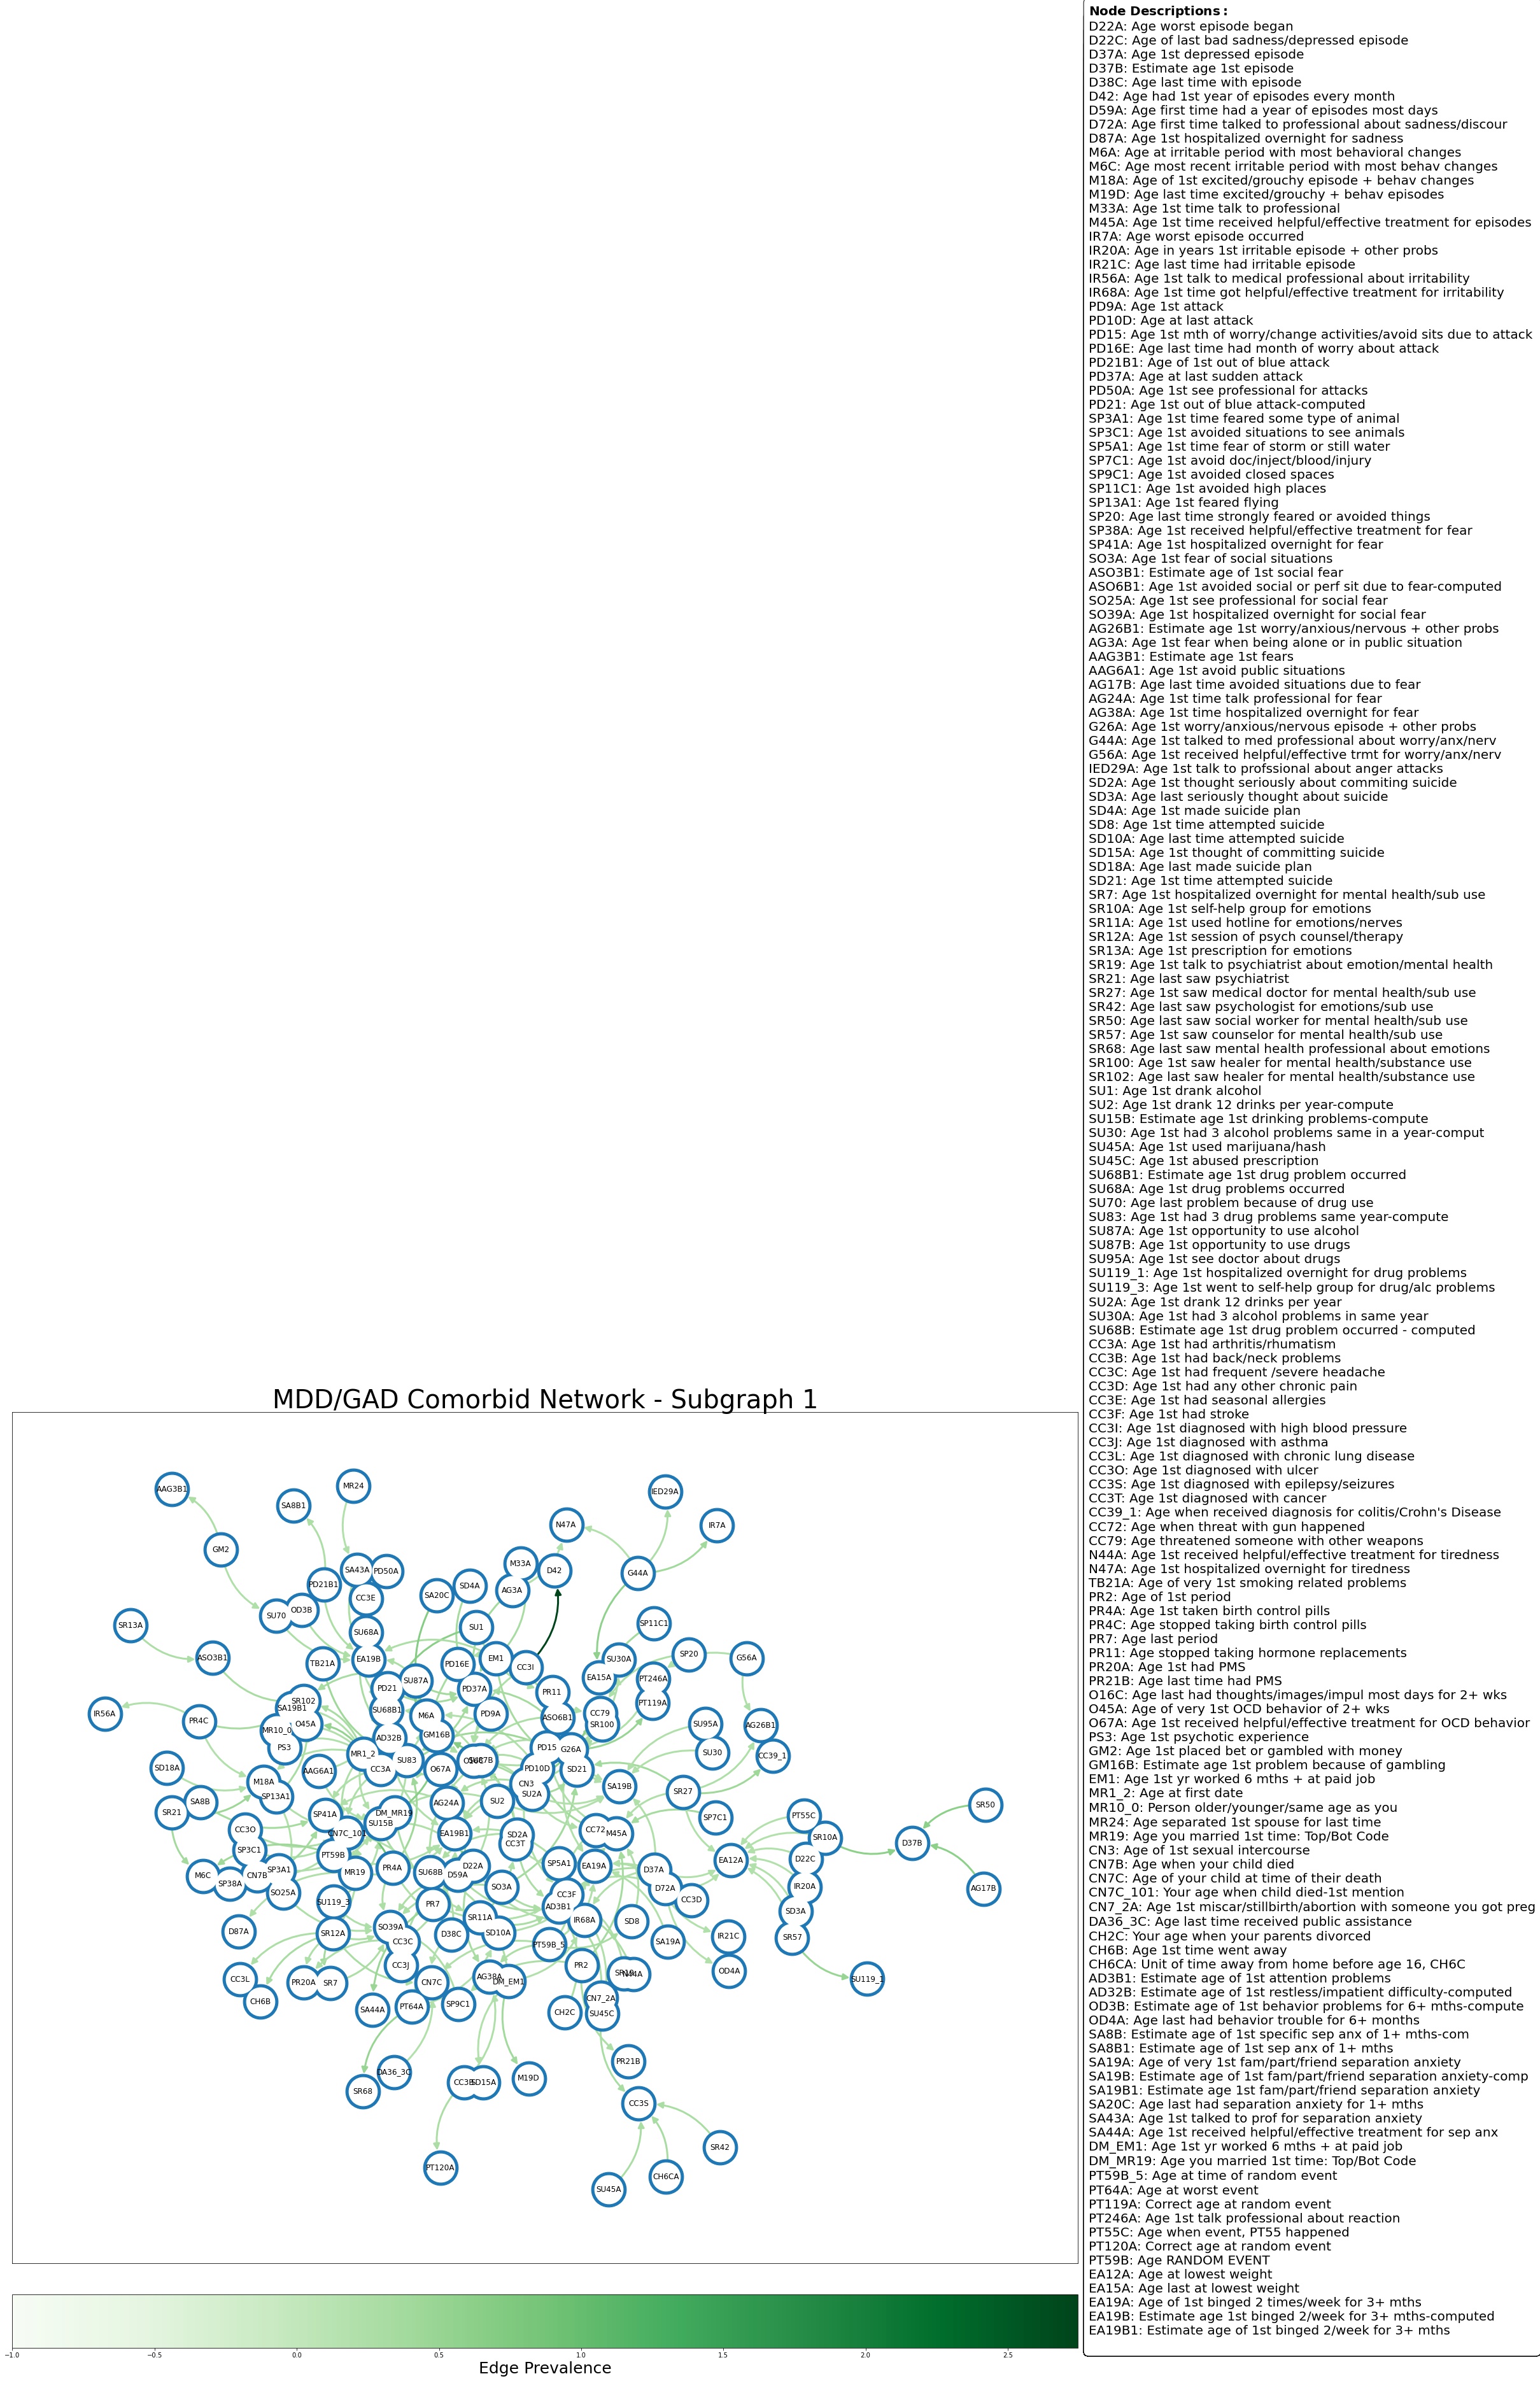 Node Descriptions:
D22A: Age worst episode began
D22C: Age of last bad sadness/depressed episode
D37A: Age 1st depressed episode
D37B: Estimate age 1st episode
D38C: Age last time with episode
D42: Age had 1st year of episodes every month
D59A: Age first time had a year of episodes most days
D72A: Age first time talked to professional about sadness/discour
D87A: Age 1st hospitalized overnight for sadness
M6A: Age at irritable period with most behavioral changes
M6C: Age most recent irritable period with most behav changes
M18A: Age of 1st excited/grouchy episode + behav changes
M19D: Age last time excited/grouchy + behav episodes
M33A: Age 1st time talk to professional
M45A: Age 1st time received helpful/effective treatment for episodes
IR7A: Age worst episode occurred
IR20A: Age in years 1st irritable episode + other probs
IR21C: Age last time had irritable episode
IR56A: Age 1st talk to medical professional about irritability
IR68A: Age 1st time got helpful/effective treatment for irritability
PD9A: Age 1st attack
PD10D: Age at last attack
PD15: Age 1st mth of worry/change activities/avoid sits due to attack
PD16E: Age last time had month of worry about attack
PD21B1: Age of 1st out of blue attack
PD37A: Age at last sudden attack
PD50A: Age 1st see professional for attacks
PD21: Age 1st out of blue attack-computed
SP3A1: Age 1st time feared some type of animal
SP3C1: Age 1st avoided situations to see animals
SP5A1: Age 1st time fear of storm or still water
SP7C1: Age 1st avoid doc/inject/blood/injury
SP9C1: Age 1st avoided closed spaces
SP11C1: Age 1st avoided high places
SP13A1: Age 1st feared flying
SP20: Age last time strongly feared or avoided things
SP38A: Age 1st received helpful/effective treatment for fear
SP41A: Age 1st hospitalized overnight for fear
SO3A: Age 1st fear of social situations
ASO3B1: Estimate age of 1st social fear
ASO6B1: Age 1st avoided social or perf sit due to fear-computed
SO25A: Age 1st see professional for social fear
SO39A: Age 1st hospitalized overnight for social fear
AG26B1: Estimate age 1st worry/anxious/nervous + other probs
AG3A: Age 1st fear when being alone or in public situation
AAG3B1: Estimate age 1st fears
AAG6A1: Age 1st avoid public situations
AG17B: Age last time avoided situations due to fear
AG24A: Age 1st time talk professional for fear
AG38A: Age 1st time hospitalized overnight for fear
G26A: Age 1st worry/anxious/nervous episode + other probs
G44A: Age 1st talked to med professional about worry/anx/nerv
G56A: Age 1st received helpful/effective trmt for worry/anx/nerv
IED29A: Age 1st talk to profssional about anger attacks
SD2A: Age 1st thought seriously about commiting suicide
SD3A: Age last seriously thought about suicide
SD4A: Age 1st made suicide plan
SD8: Age 1st time attempted suicide
SD10A: Age last time attempted suicide
SD15A: Age 1st thought of committing suicide
SD18A: Age last made suicide plan
SD21: Age 1st time attempted suicide
SR7: Age 1st hospitalized overnight for mental health/sub use
SR10A: Age 1st self-help group for emotions
SR11A: Age 1st used hotline for emotions/nerves
SR12A: Age 1st session of psych counsel/therapy
SR13A: Age 1st prescription for emotions
SR19: Age 1st talk to psychiatrist about emotion/mental health
SR21: Age last saw psychiatrist
SR27: Age 1st saw medical doctor for mental health/sub use
SR42: Age last saw psychologist for emotions/sub use
SR50: Age last saw social worker for mental health/sub use
SR57: Age 1st saw counselor for mental health/sub use
SR68: Age last saw mental health professional about emotions
SR100: Age 1st saw healer for mental health/substance use
SR102: Age last saw healer for mental health/substance use
SU1: Age 1st drank alcohol
SU2: Age 1st drank 12 drinks per year-compute
SU15B: Estimate age 1st drinking problems-compute
SU30: Age 1st had 3 alcohol problems same in a year-comput
SU45A: Age 1st used marijuana/hash
SU45C: Age 1st abused prescription
SU68B1: Estimate age 1st drug problem occurred
SU68A: Age 1st drug problems occurred
SU70: Age last problem because of drug use
SU83: Age 1st had 3 drug problems same year-compute
SU87A: Age 1st opportunity to use alcohol
SU87B: Age 1st opportunity to use drugs
SU95A: Age 1st see doctor about drugs
SU119_1: Age 1st hospitalized overnight for drug problems
SU119_3: Age 1st went to self-help group for drug/alc problems
SU2A: Age 1st drank 12 drinks per year
SU30A: Age 1st had 3 alcohol problems in same year
SU68B: Estimate age 1st drug problem occurred - computed
CC3A: Age 1st had arthritis/rhumatism
CC3B: Age 1st had back/neck problems
CC3C: Age 1st had frequent /severe headache
CC3D: Age 1st had any other chronic pain
CC3E: Age 1st had seasonal allergies
CC3F: Age 1st had stroke
CC3I: Age 1st diagnosed with high blood pressure
CC3J: Age 1st diagnosed with asthma
CC3L: Age 1st diagnosed with chronic lung disease
CC3O: Age 1st diagnosed with ulcer
CC3S: Age 1st diagnosed with epilepsy/seizures
CC3T: Age 1st diagnosed with cancer
CC39_1: Age when received diagnosis for colitis/Crohn's Disease
CC72: Age when threat with gun happened
CC79: Age threatened someone with other weapons
N44A: Age 1st received helpful/effective treatment for tiredness
N47A: Age 1st hospitalized overnight for tiredness
TB21A: Age of very 1st smoking related problems
PR2: Age of 1st period
PR4A: Age 1st taken birth control pills
PR4C: Age stopped taking birth control pills
PR7: Age last period
PR11: Age stopped taking hormone replacements
PR20A: Age 1st had PMS
PR21B: Age last time had PMS
O16C: Age last had thoughts/images/impul most days for 2+ wks
O45A: Age of very 1st OCD behavior of 2+ wks
O67A: Age 1st received helpful/effective treatment for OCD behavior
PS3: Age 1st psychotic experience
GM2: Age 1st placed bet or gambled with money
GM16B: Estimate age 1st problem because of gambling
EM1: Age 1st yr worked 6 mths + at paid job
MR1_2: Age at first date
MR10_0: Person older/younger/same age as you
MR24: Age separated 1st spouse for last time
MR19: Age you married 1st time: Top/Bot Code
CN3: Age of 1st sexual intercourse
CN7B: Age when your child died
CN7C: Age of your child at time of their death
CN7C_101: Your age when child died-1st mention
CN7_2A: Age 1st miscar/stillbirth/abortion with someone you got preg
DA36_3C: Age last time received public assistance
CH2C: Your age when your parents divorced
CH6B: Age 1st time went away
CH6CA: Unit of time away from home before age 16, CH6C
AD3B1: Estimate age of 1st attention problems
AD32B: Estimate age of 1st restless/impatient difficulty-computed
OD3B: Estimate age of 1st behavior problems for 6+ mths-compute
OD4A: Age last had behavior trouble for 6+ months
SA8B: Estimate age of 1st specific sep anx of 1+ mths-com
SA8B1: Estimate age of 1st sep anx of 1+ mths
SA19A: Age of very 1st fam/part/friend separation anxiety
SA19B: Estimate age of 1st fam/part/friend separation anxiety-comp
SA19B1: Estimate age 1st fam/part/friend separation anxiety
SA20C: Age last had separation anxiety for 1+ mths
SA43A: Age 1st talked to prof for separation anxiety
SA44A: Age 1st received helpful/effective treatment for sep anx
DM_EM1: Age 1st yr worked 6 mths + at paid job
DM_MR19: Age you married 1st time: Top/Bot Code
PT59B_5: Age at time of random event
PT64A: Age at worst event
PT119A: Correct age at random event
PT246A: Age 1st talk professional about reaction
PT55C: Age when event, PT55 happened
PT120A: Correct age at random event
PT59B: Age RANDOM EVENT
EA12A: Age at lowest weight
EA15A: Age last at lowest weight
EA19A: Age of 1st binged 2 times/week for 3+ mths
EA19B: Estimate age 1st binged 2/week for 3+ mths-computed
EA19B1: Estimate age of 1st binged 2/week for 3+ mths
MDD/GAD Comorbid Network - Subgraph 1
AAG3B1
MR24
IED29A
SA8B1
N47A
IR7A
GM2
M33A
D42
SA43A
PD50A
G44A
PD21B1
SD4A
AG3A
SA20C
CC3E
OD3B
SU70
SP11C1
SR13A
SU1
SU68A
ASO3B1
EM1
SP20
G56A
EA19B
SU30A
TB21A
PD16E
CC3I
EA15A
PT246A
SU87A
PD21
PD37A
PR11
SR102
PT119A
SA19B1
SU68B1
IR56A
PD9A
CC79
M6A
ASO6B1
PR4C
O45A
SR100
SU95A
AG26B1
MR10_0
GM16B
AD32B
PS3
PD15
G26A
MR1_2
SU30
CC39_1
SU83
SU87B
SD18A
CC3A
AAG6A1
O67A
PD10D
SD21
M18A
CN3
SA19B
SR27
SP13A1
SU2A
SA8B
AG24A
SU2
SR50
SR21
SP41A
DM_MR19
PT55C
SP7C1
SU15B
CC3O
CN7C_101
EA19B1
SD2A
CC72
M45A
SR10A
CC3T
D37B
SP3C1
PT59B
EA12A
D22C
SP5A1
EA19A
D22A
SP3A1
PR4A
D37A
MR19
SU68B
D59A
CN7B
M6C
SP38A
SO3A
D72A
IR20A
AG17B
SO25A
CC3F
CC3D
SU119_3
PR7
AD3B1
SD3A
SR11A
IR68A
SD8
SO39A
D87A
SR12A
D38C
SD10A
IR21C
SR57
CC3C
SA19A
PT59B_5
CC3J
PR2
OD4A
AG38A
N44A
CC3L
SU119_1
PR20A
SR7
CN7C
DM_EM1
CN7_2A
CH6B
SP9C1
PT64A
SA44A
CH2C
SU45C
PR21B
DA36_3C
M19D
CC3B
SD15A
SR68
CC3S
SR42
PT120A
CH6CA
SU45A
−1.0 −0.5 0.0 0.5 1.0 1.5 2.0 2.5
Edge Prevalence